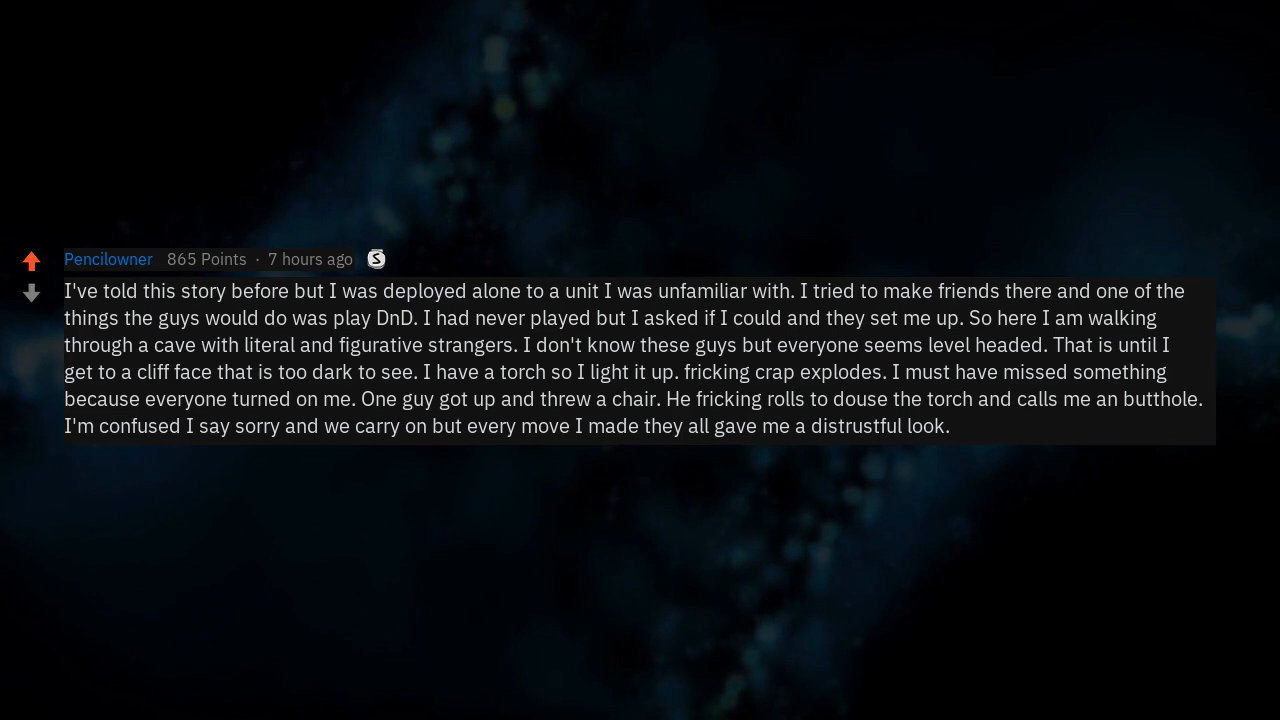 Pencilowner 865 Points · 7 hours ago S
I've told this story before but I was deployed alone to a unit I was unfamiliar with. I tried to make friends there and one of the
things the guys would do was play DnD. I had never played but I asked if I could and they set me up. So here I am walking
through a cave with literal and figurative strangers. I don't know these guys but everyone seems level headed. That is until I
get to a cliff face that is too dark to see. I have a torch so I light it up. fricking crap explodes. I must have missed something
because everyone turned on me. One guy got up and threw a chair. He fricking rolls to douse the torch and calls me an butthole.
I'm confused I say sorry and we carry on but every move I made they all gave me a distrustful look.